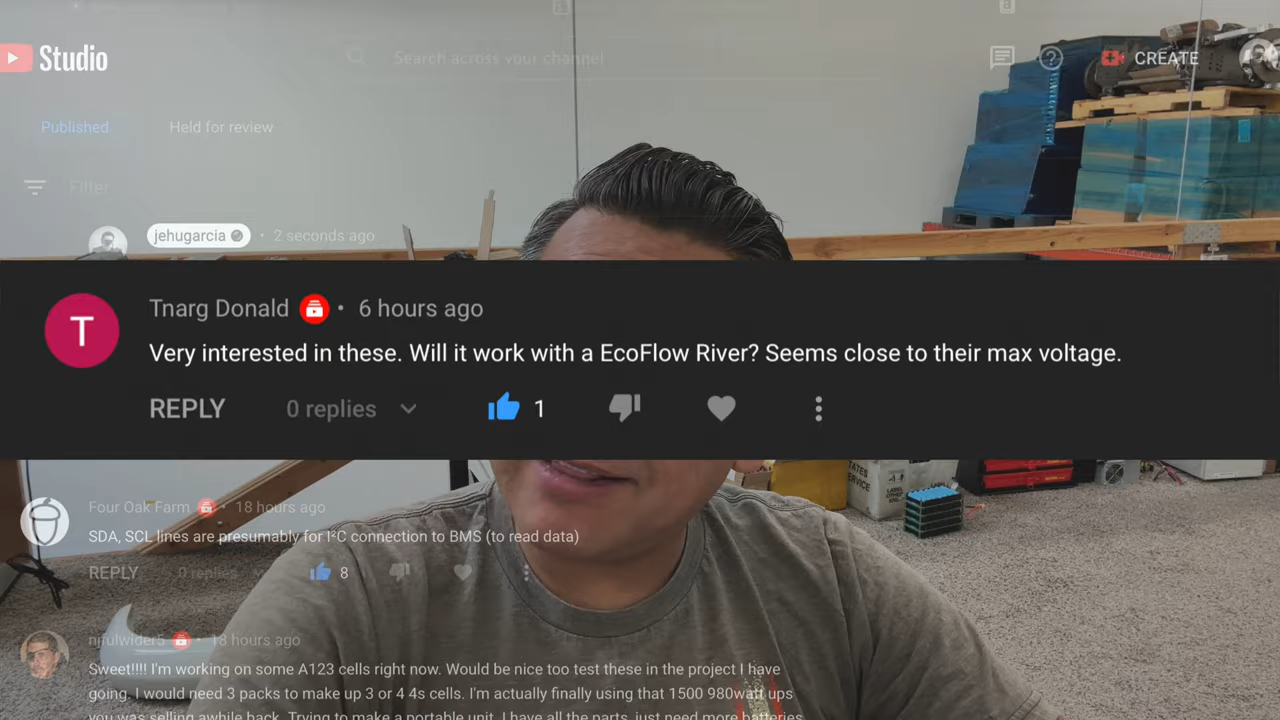 Studio
Search across your channel
CREATE
Published
Held for review
Filter
jehugarcia • 2 seconds ago
T
Tnarg Donald • 6 hours ago
Very interested in these. Will it work with a EcoFlow River? Seems close to their max voltage.
REPLY 0 replies 1
Four Oak Farm • 18 hours ago
SDA, SCL lines are presumably for I²C connection to BMS (to read data)
REPLY 0 replies 8
• 18 hours ago
Sweet!!!! I'm working on some A123 cells right now. Would be nice too test these in the project I have
going. I would need 3 packs to make up 3 or 4 4s cells. I'm actually finally using that 1500 980watt ups
you was selling awhile back. Trying to make a portable unit. I have all the parts, just need more batteries